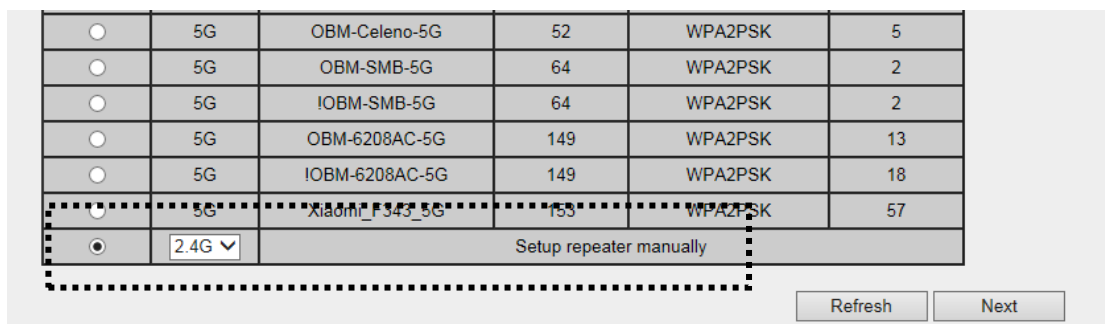 5G OBM-Celeno-5G 52 WPA2PSK 5
5G OBM-SMB-5G 64 WPA2PSK 2
!OBM-SMB-5G 64 WPA2PSK 2
5G OBM-6208AC-5G 149 WPA2PSK 13
5G !OBM-6208AC-5G 149 WPA2PSK 18
5G Xiaomi_F343_5G 153 WPA2PSK 57
2.4G Setup repeater manually
Refresh Next